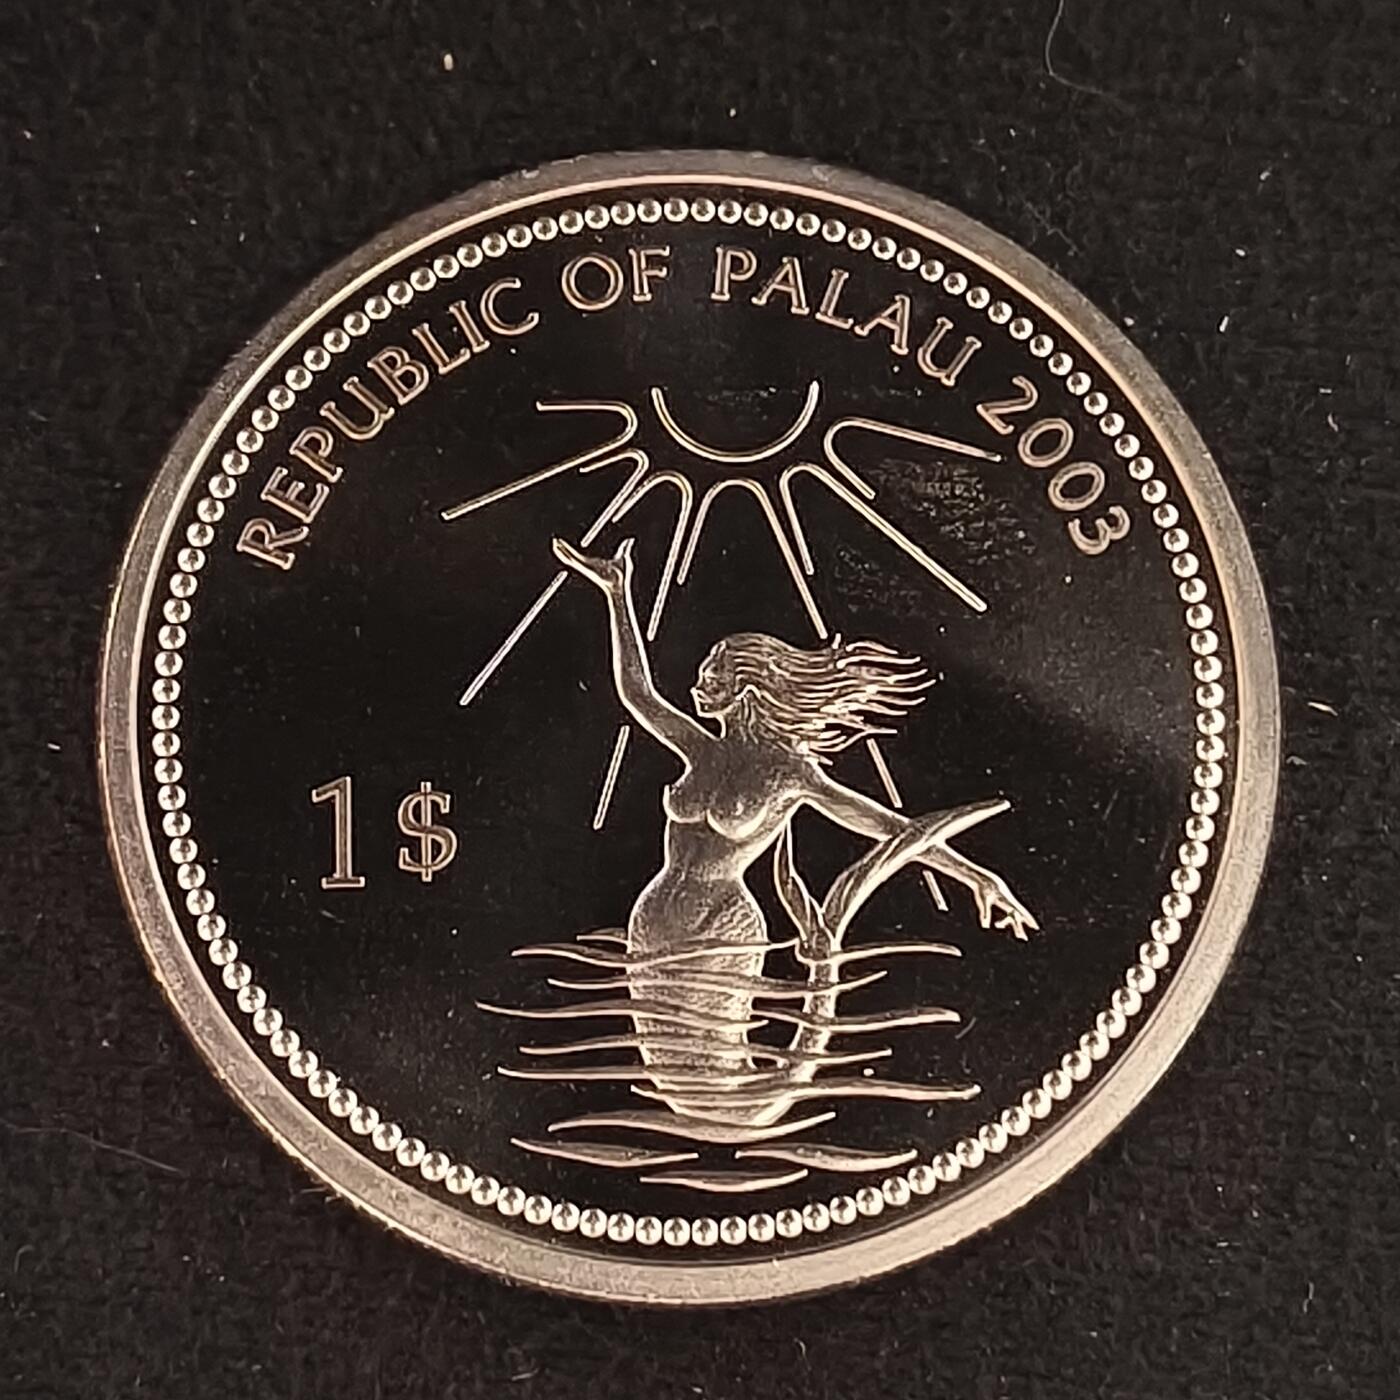 REPUBLIC OF PALAU 2003
1 $